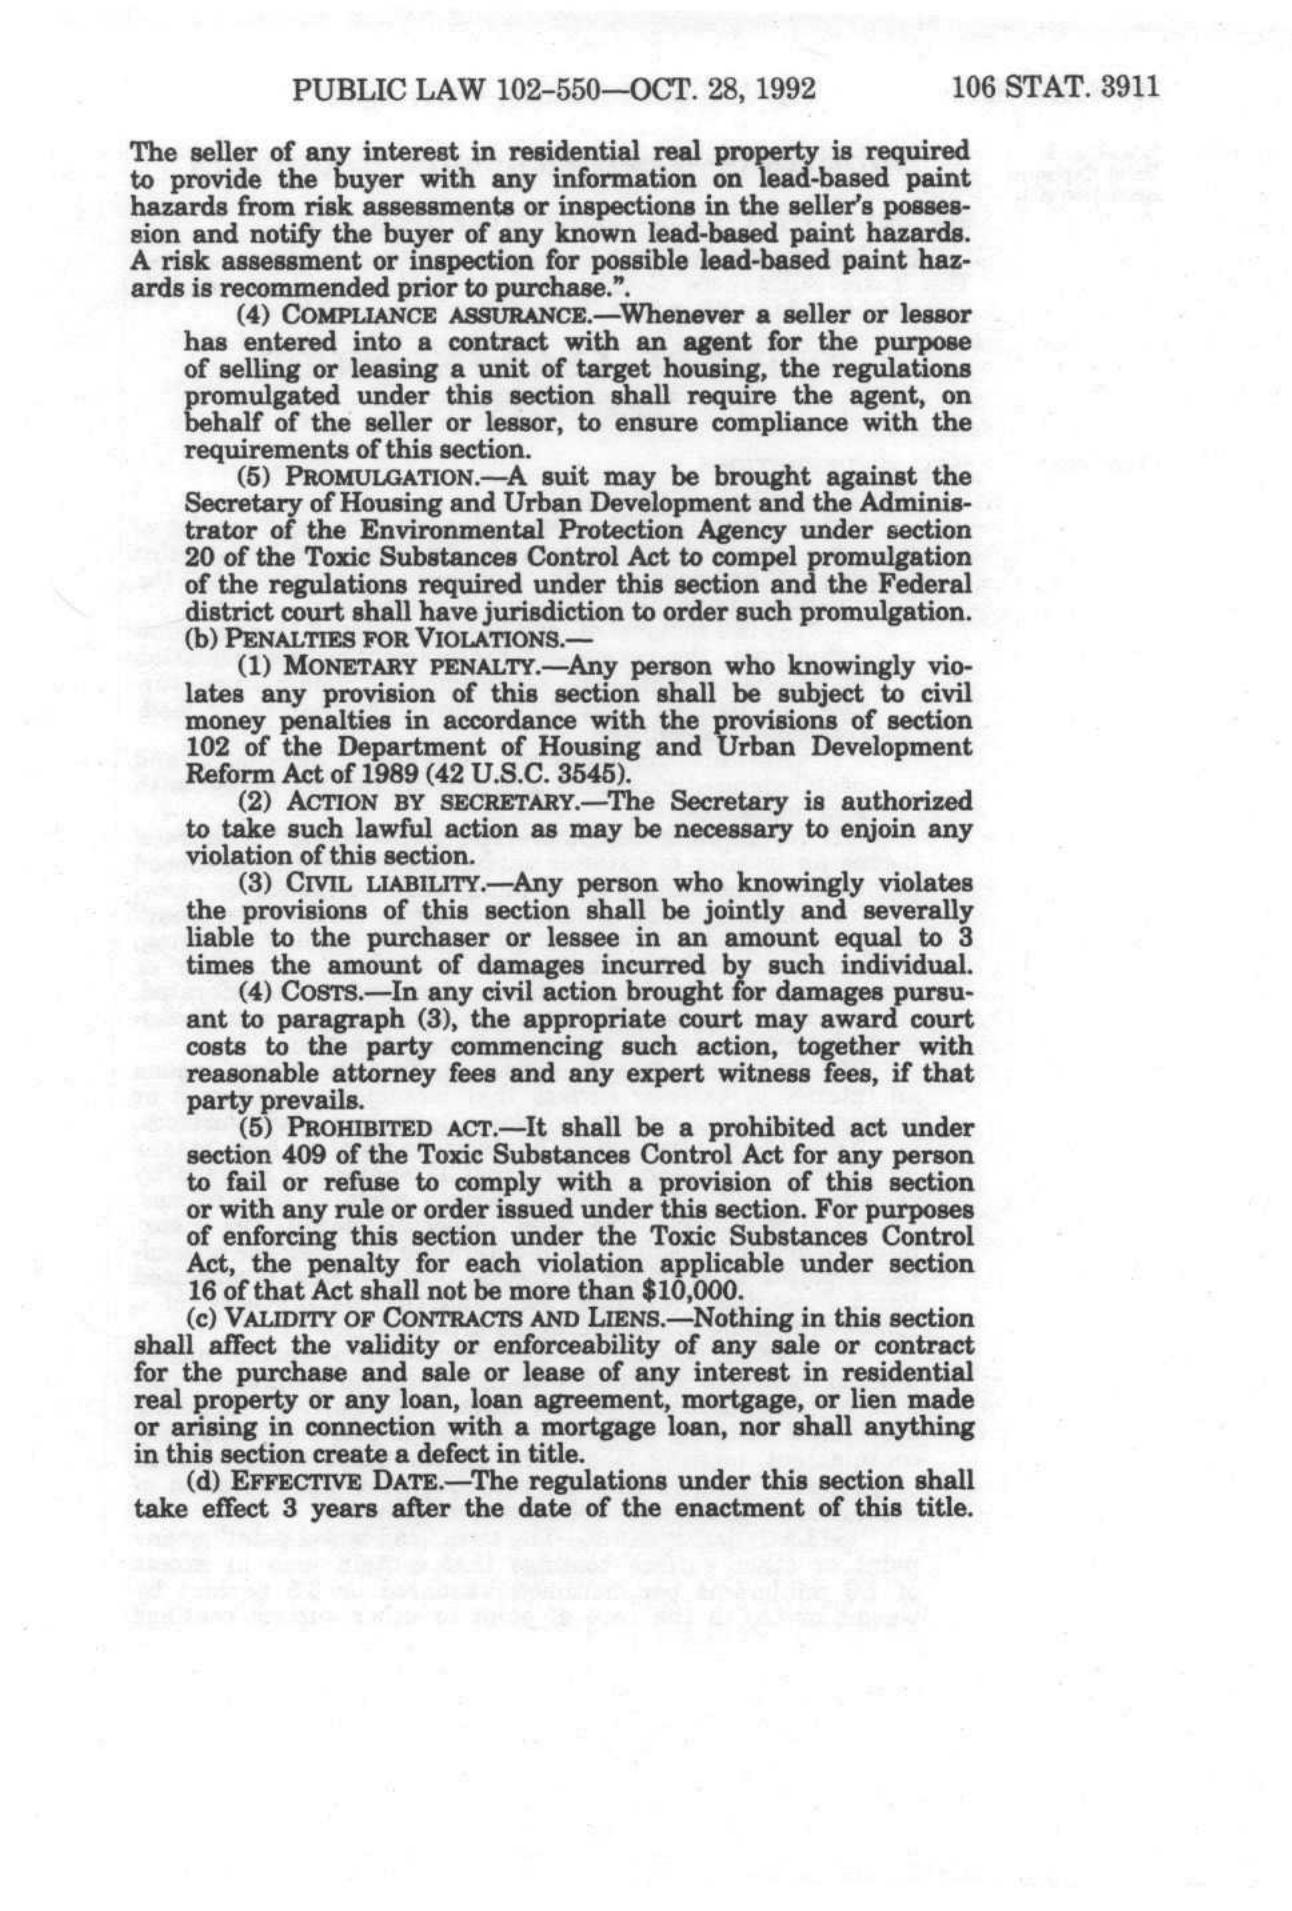 PUBLIC LAW 102–550—OCT. 28, 1992 106 STAT. 3911
The seller of any interest in residential real property is required
to provide the buyer with any information on lead-based paint
hazards from risk assessments or inspections in the seller's posses-
sion and notify the buyer of any known lead-based paint hazards.
A risk assessment or inspection for possible lead-based paint haz-
ards is recommended prior to purchase.”.
(4) COMPLIANCE ASSURANCE.—Whenever a seller or lessor
has entered into a contract with an agent for the purpose
of selling or leasing a unit of target housing, the regulations
promulgated under this section shall require the agent, on
behalf of the seller or lessor, to ensure compliance with the
requirements of this section.
(5) PROMULGATION.—A suit may be brought against the
Secretary of Housing and Urban Development and the Adminis-
trator of the Environmental Protection Agency under section
20 of the Toxic Substances Control Act to compel promulgation
of the regulations required under this section and the Federal
district court shall have jurisdiction to order such promulgation.
(b) PENALTIES FOR VIOLATIONS.—
(1) MONETARY PENALTY.—Any person who knowingly vio-
lates any provision of this section shall be subject to civil
money penalties in accordance with the provisions of section
102 of the Department of Housing and Urban Development
Reform Act of 1989 (42 U.S.C. 3545).
(2) ACTION BY SECRETARY.—The Secretary is authorized
to take such lawful action as may be necessary to enjoin any
violation of this section.
(3) CIVIL LIABILITY.—Any person who knowingly violates
the provisions of this section shall be jointly and severally
liable to the purchaser or lessee in an amount equal to 3
times the amount of damages incurred by such individual.
(4) COSTS.—In any civil action brought for damages pursu-
ant to paragraph (3), the appropriate court may award court
costs to the party commencing such action, together with
reasonable attorney fees and any expert witness fees, if that
party prevails.
(5) PROHIBITED ACT.—It shall be a prohibited act under
section 409 of the Toxic Substances Control Act for any person
to fail or refuse to comply with a provision of this section
or with any rule or order issued under this section. For purposes
of enforcing this section under the Toxic Substances Control
Act, the penalty for each violation applicable under section
16 of that Act shall not be more than $10,000.
(c) VALIDITY OF CONTRACTS AND LIENS.—Nothing in this section
shall affect the validity or enforceability of any sale or contract
for the purchase and sale or lease of any interest in residential
real property or any loan, loan agreement, mortgage, or lien made
or arising in connection with a mortgage loan, nor shall anything
in this section create a defect in title.
(d) EFFECTIVE DATE.—The regulations under this section shall
take effect 3 years after the date of the enactment of this title.